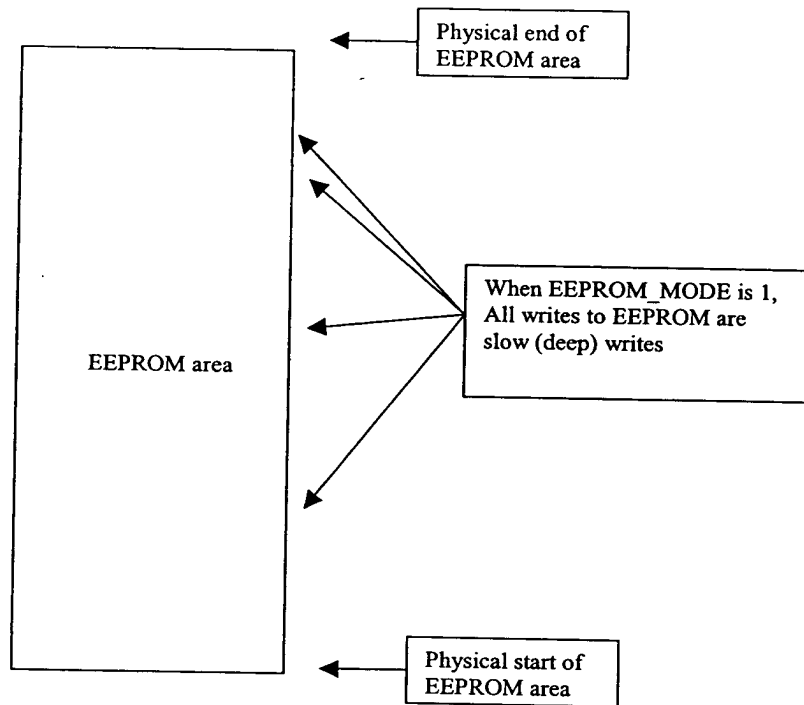 Physical end of
EEPROM area
When EEPROM_MODE is 1,
All writes to EEPROM are
slow (deep) writes
EEPROM area
Physical start of
EEPROM area